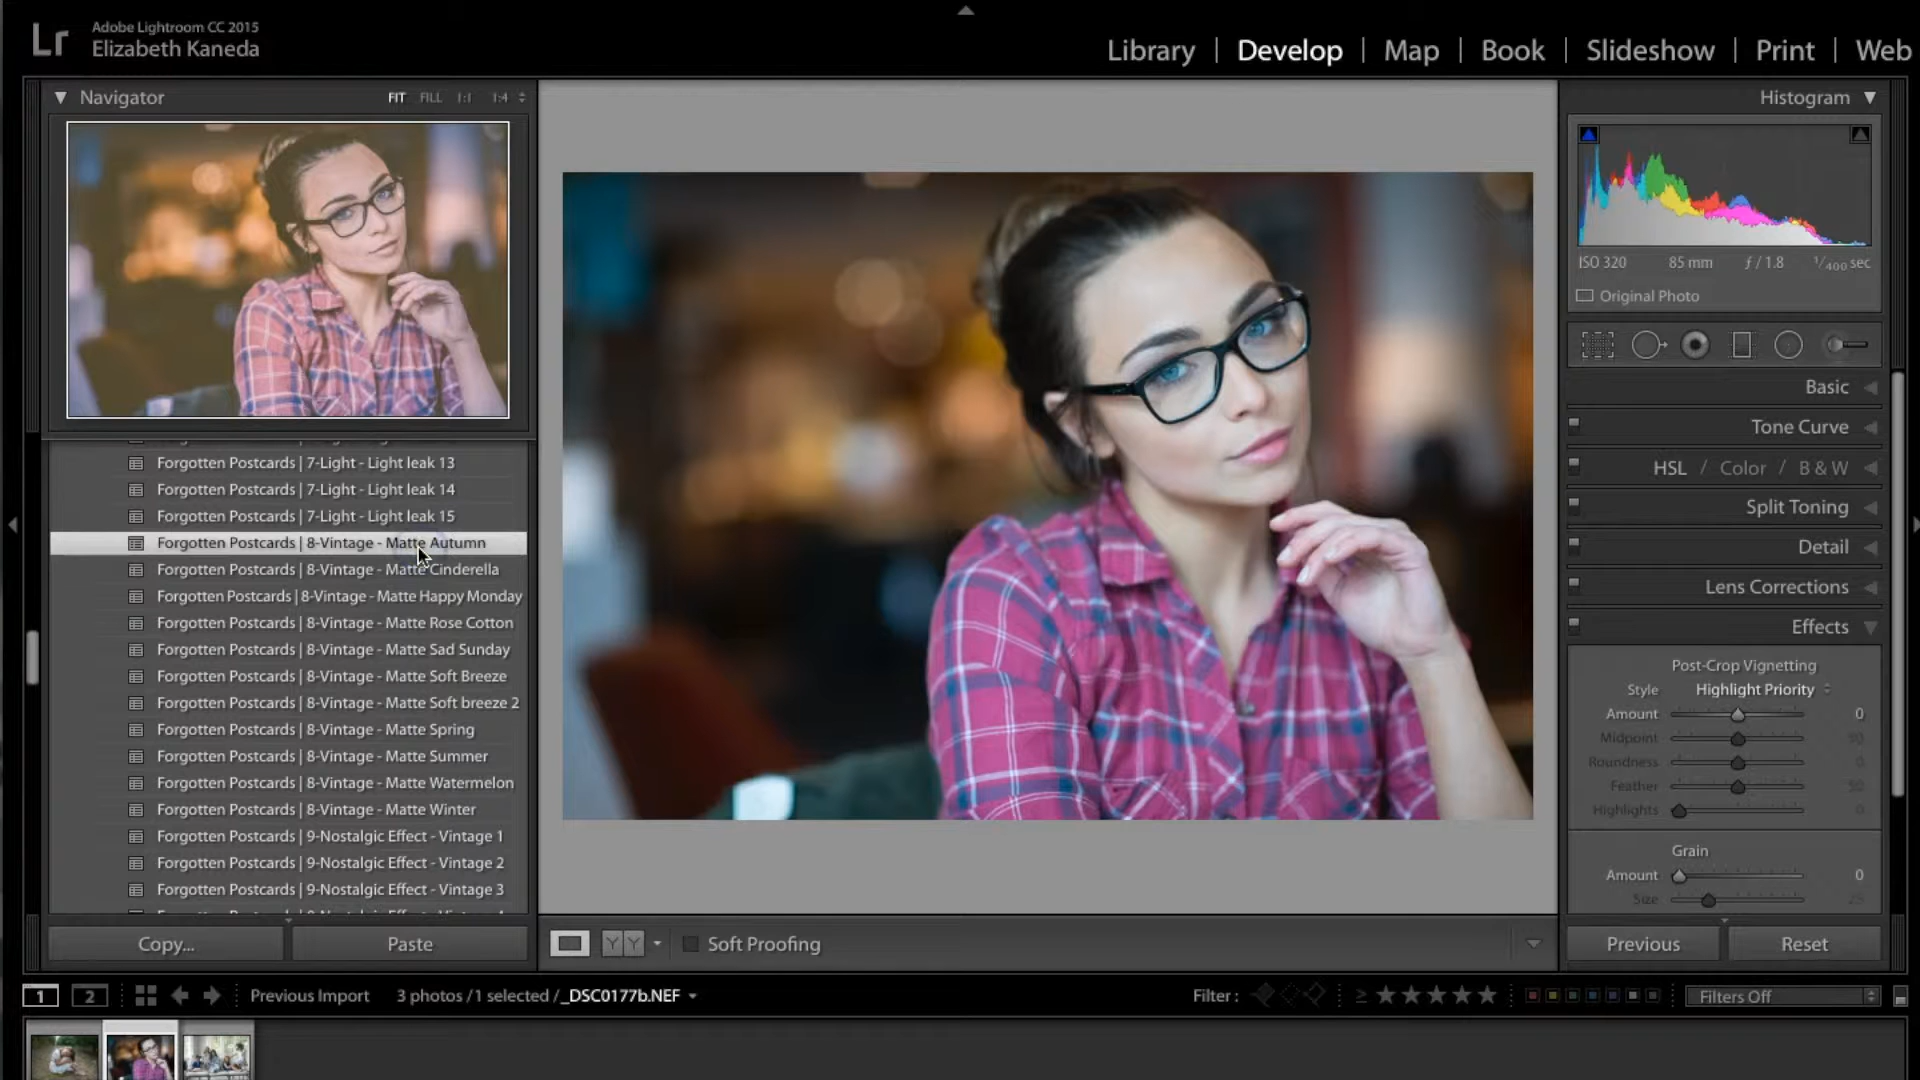 Lr
Adobe Lightroom CC 2015
Elizabeth Kaneda
Library | Develop | Map | Book | Slideshow | Print | Web
Navigator
FIT FILL 1:1 1:4
Histogram
ISO 320 85 mm ƒ / 1.8 1/400 sec
Original Photo
Basic
Tone Curve
HSL / Color / B & W
Split Toning
Detail
Lens Corrections
Effects
Post-Crop Vignetting
Style Highlight Priority
Amount 0
Midpoint
Roundness 0
Feather 50
Highlights 0
Grain
Amount 0
Size 25
Previous Reset
Forgotten Postcards | 7-Light - Light leak 13
Forgotten Postcards | 7-Light - Light leak 14
Forgotten Postcards | 7-Light - Light leak 15
Forgotten Postcards | 8-Vintage - Matte Autumn
Forgotten Postcards | 8-Vintage - Matte Cinderella
Forgotten Postcards | 8-Vintage - Matte Happy Monday
Forgotten Postcards | 8-Vintage - Matte Rose Cotton
Forgotten Postcards | 8-Vintage - Matte Sad Sunday
Forgotten Postcards | 8-Vintage - Matte Soft Breeze
Forgotten Postcards | 8-Vintage - Matte Soft breeze 2
Forgotten Postcards | 8-Vintage - Matte Spring
Forgotten Postcards | 8-Vintage - Matte Summer
Forgotten Postcards | 8-Vintage - Matte Watermelon
Forgotten Postcards | 8-Vintage - Matte Winter
Forgotten Postcards | 9-Nostalgic Effect - Vintage 1
Forgotten Postcards | 9-Nostalgic Effect - Vintage 2
Forgotten Postcards | 9-Nostalgic Effect - Vintage 3
Copy... Paste
YY Soft Proofing
1 2 Previous Import 3 photos / 1 selected / _DSC0177b.NEF
Filter : ≥ Filters Off